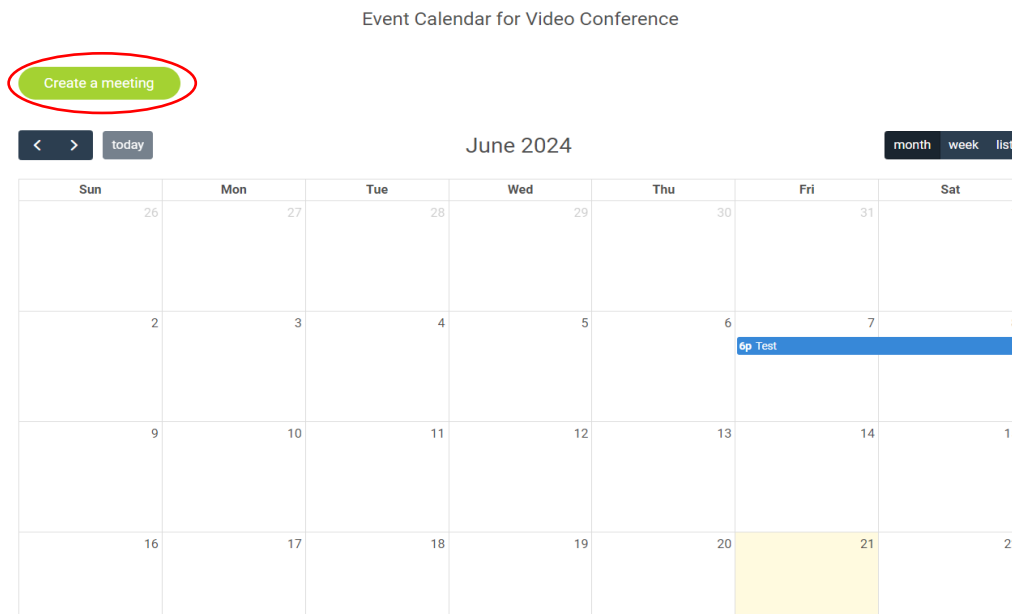 Event Calendar for Video Conference
Create a meeting
today
June 2024
month week list
Sun Mon Tue Wed Thu Fri Sat
26 27 28 29 30 31
2 3 4 5 6 7
6p Test
9 10 11 12 13 14
16 17 18 19 20 21